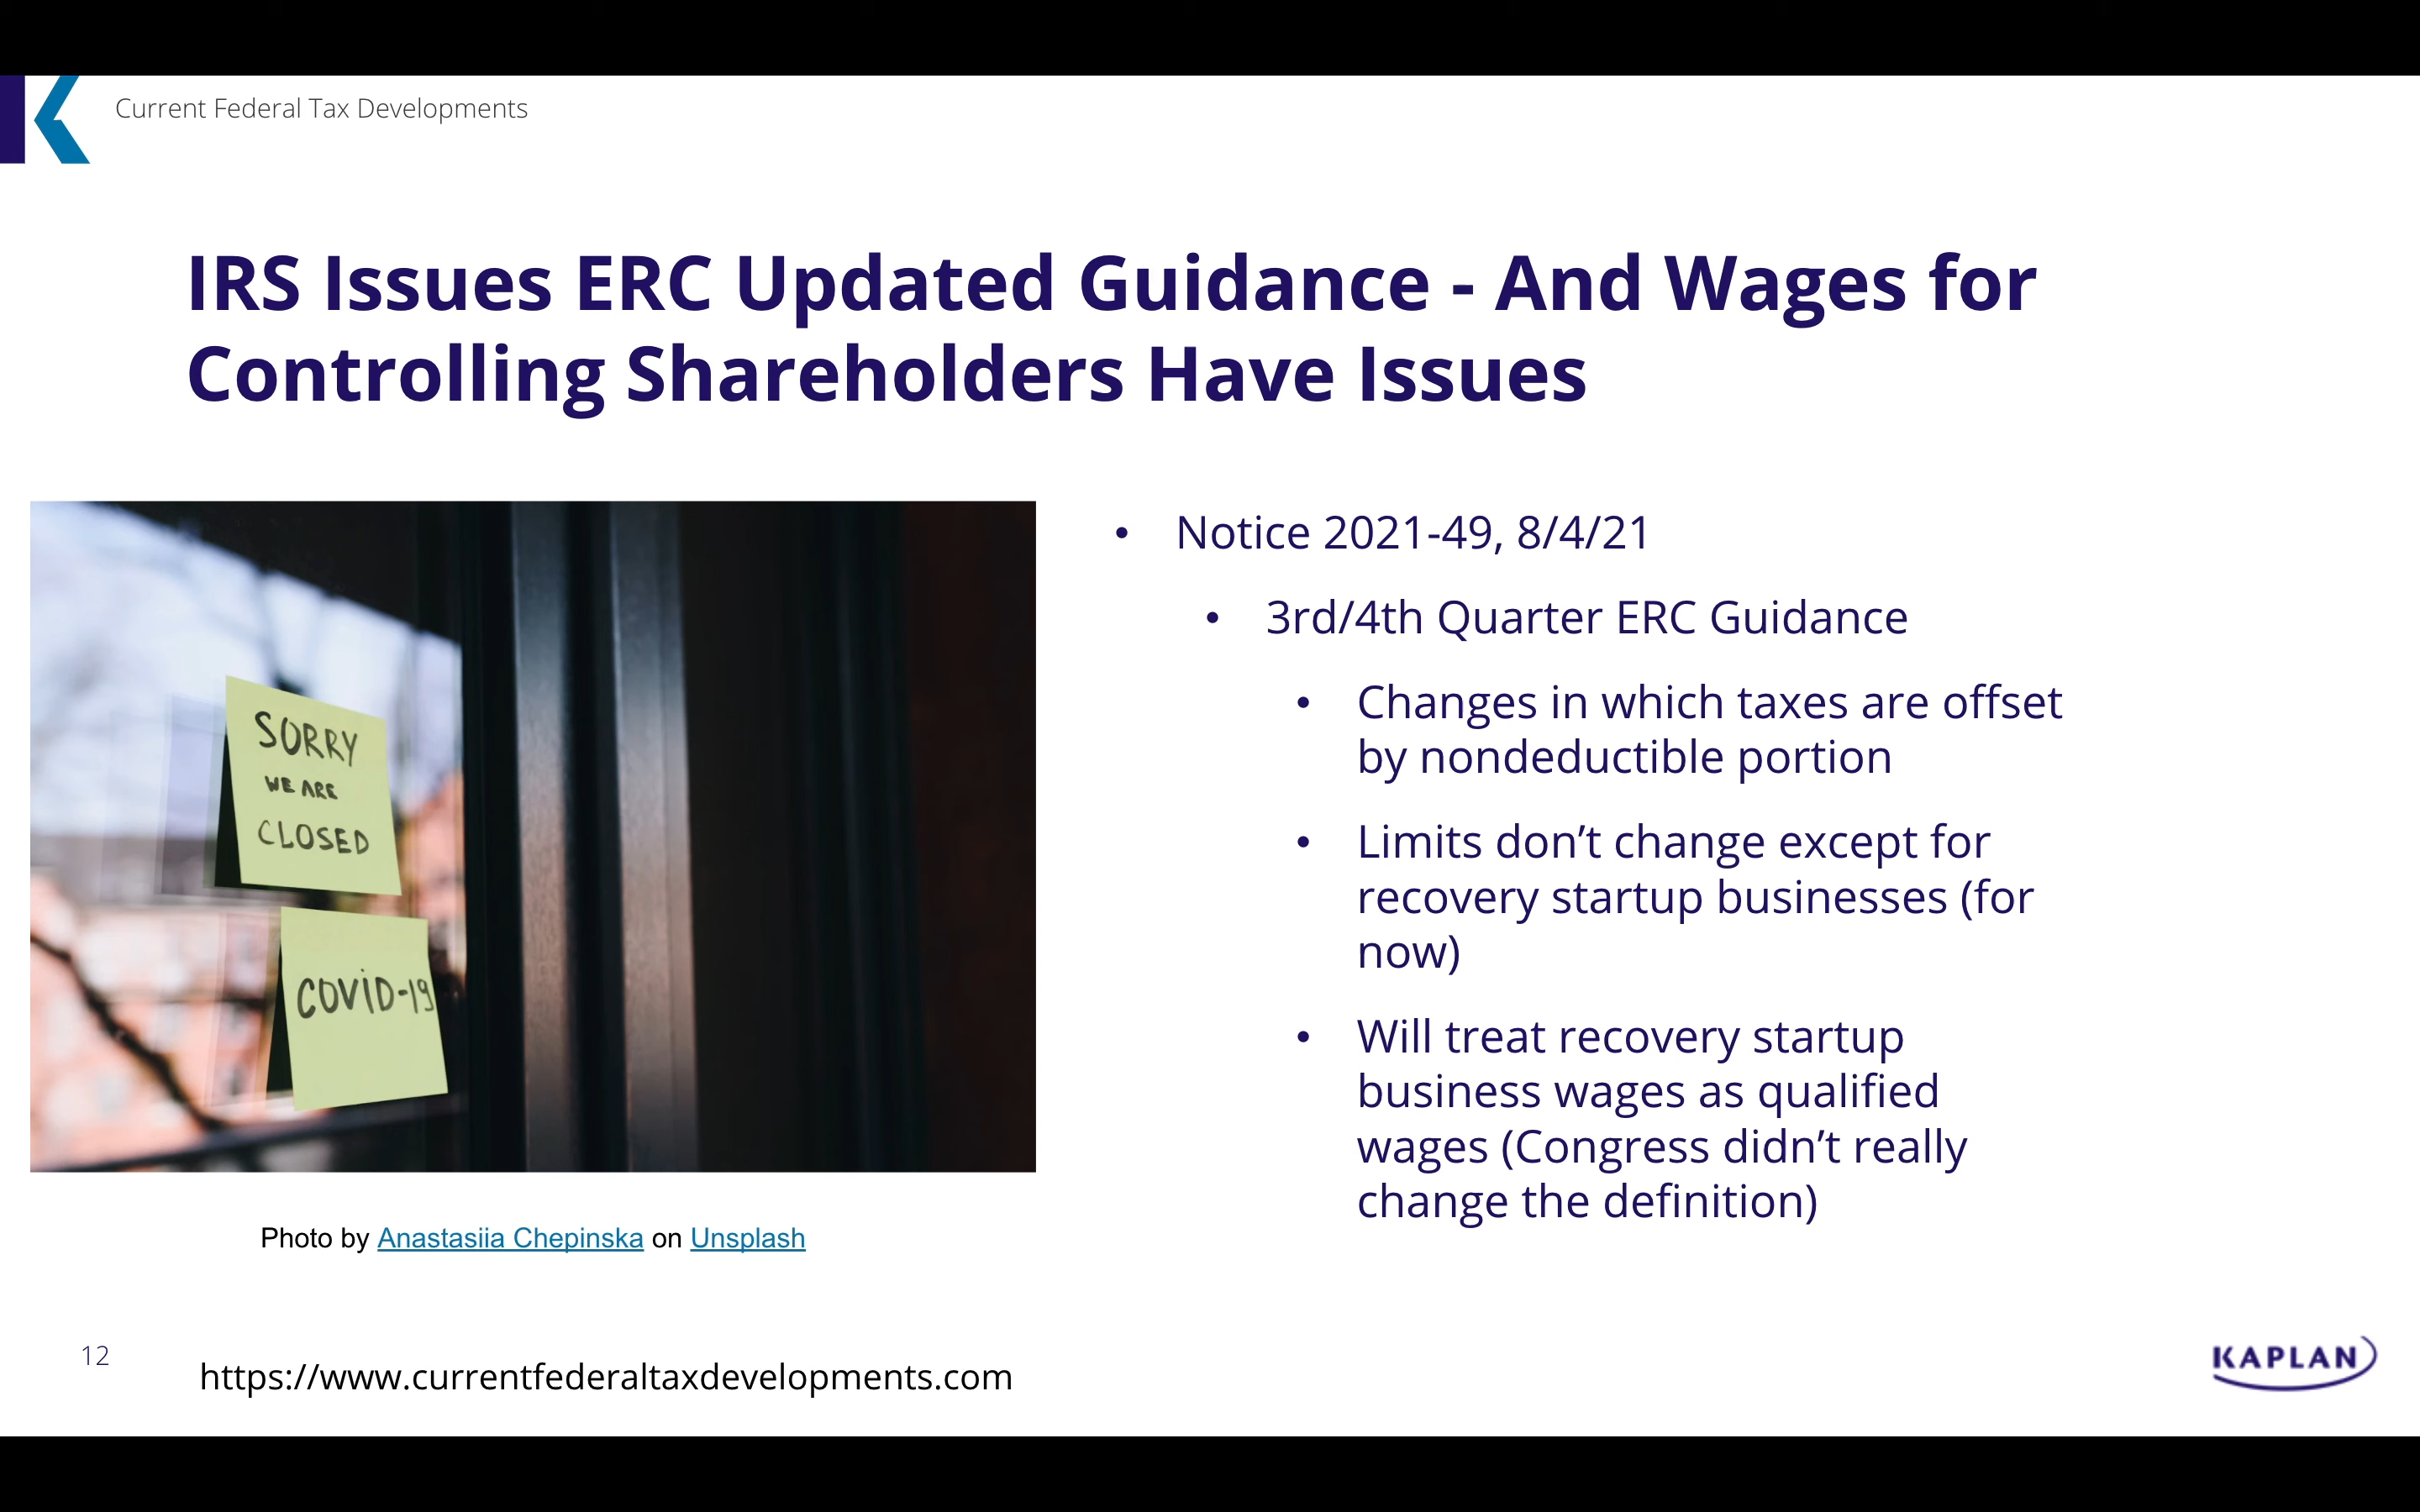 Current Federal Tax Developments
IRS Issues ERC Updated Guidance - And Wages for
Controlling Shareholders Have Issues
SORRY
WE ARE
CLOSED
COVID-19
Photo by Anastasiia Chepinska on Unsplash
• Notice 2021-49, 8/4/21
• 3rd/4th Quarter ERC Guidance
• Changes in which taxes are offset
by nondeductible portion
• Limits don’t change except for
recovery startup businesses (for
now)
• Will treat recovery startup
business wages as qualified
wages (Congress didn’t really
change the definition)
12
https://www.currentfederaltaxdevelopments.com
KAPLAN